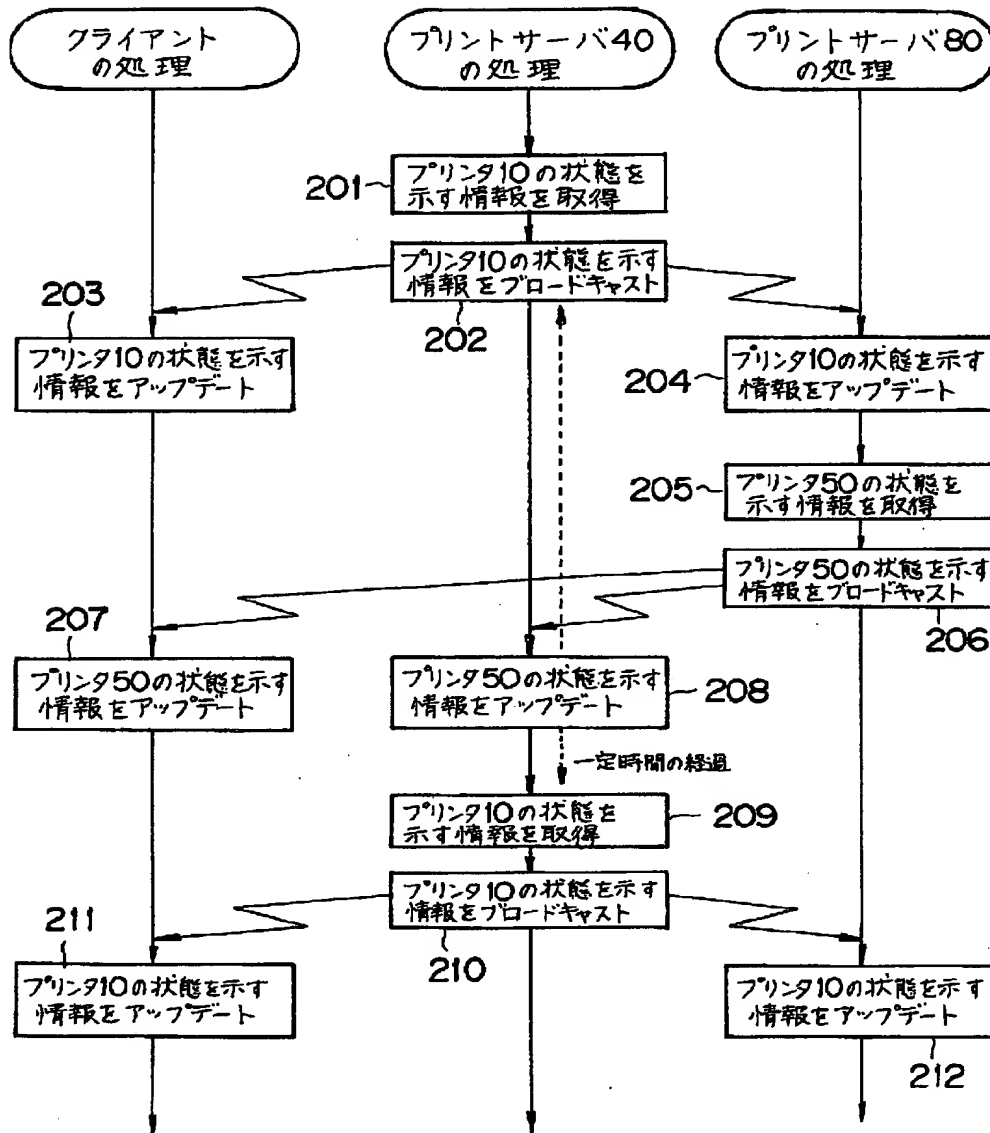 クライアント
の処理
プリントサーバ40
の処理
プリントサーバ80
の処理
201
プリンタ10の状態を
示す情報を取得
プリンタ10の状態を示す
情報をブロードキャスト
202
203
プリンタ10の状態を示す
情報をアップデート
204
プリンタ10の状態を示す
情報をアップデート
205
プリンタ50の状態を
示す情報を取得
プリンタ50の状態を示す
情報をブロードキャスト
206
207
プリンタ50の状態を示す
情報をアップデート
プリンタ50の状態を示す
情報をアップデート
208
一定時間の経過
プリンタ10の状態を
示す情報を取得
209
プリンタ10の状態を示す
情報をブロードキャスト
210
211
プリンタ10の状態を示す
情報をアップデート
プリンタ10の状態を示す
情報をアップデート
212